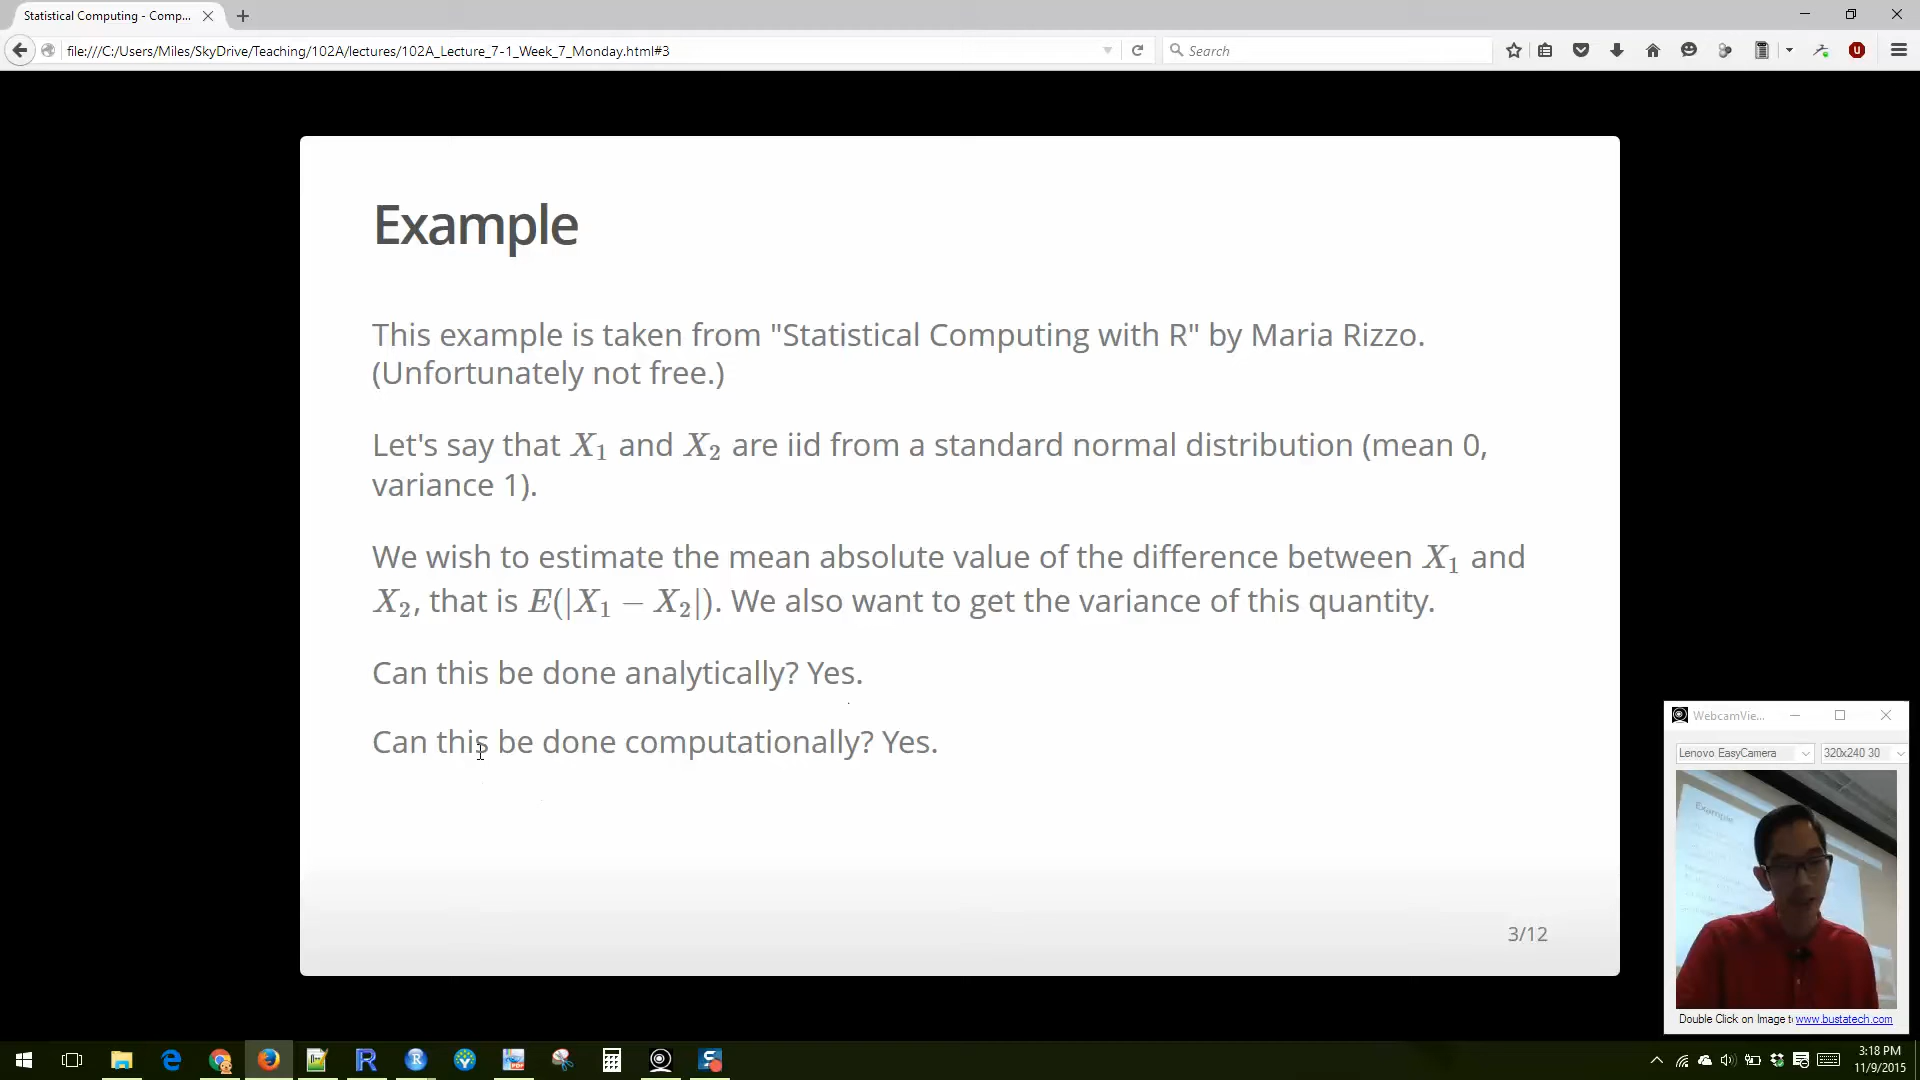 Statistical Computing - Comp...
file:///C:/Users/Miles/SkyDrive/Teaching/102A/lectures/102A_Lecture_7-1_Week_7_Monday.html#3
Search
Example
This example is taken from "Statistical Computing with R" by Maria Rizzo.
(Unfortunately not free.)
Let's say that X₁ and X₂ are iid from a standard normal distribution (mean 0,
variance 1).
We wish to estimate the mean absolute value of the difference between X₁ and
X₂, that is E(|X₁ − X₂|). We also want to get the variance of this quantity.
Can this be done analytically? Yes.
Can this be done computationally? Yes.
3/12
WebcamVie...
Lenovo EasyCamera
320x240 30
Example
Double Click on Image t www.bustatech.com
3:18 PM
11/9/2015